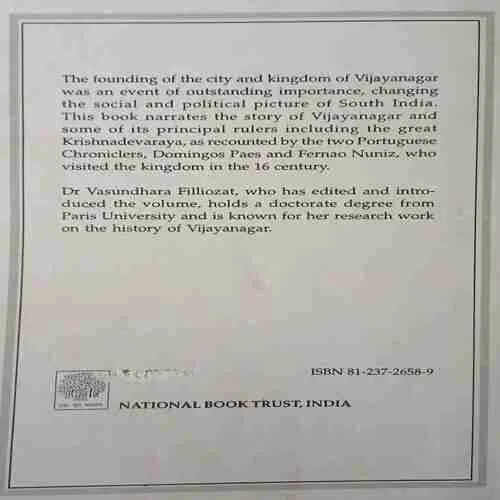 The founding of the city and kingdom of Vijayanagar
was an event of outstanding importance, changing
the social and political picture of South India.
This book narrates the story of Vijayanagar and
some of its principal rulers including the great
Krishnadevaraya, as recounted by the two Portuguese
Chroniclers, Domingos Paes and Fernao Nuniz, who
visited the kingdom in the 16 century.
Dr Vasundhara Filliozat, who has edited and intro-
duced the volume, holds a doctorate degree from
Paris University and is known for her research work
on the history of Vijayanagar.
ISBN 81-237-2658-9
NATIONAL BOOK TRUST, INDIA